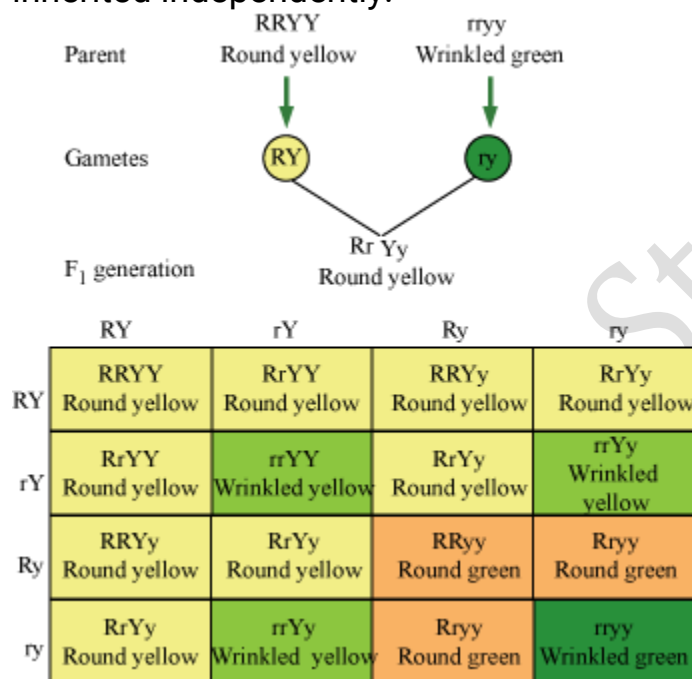 inherited independently.
RRYY rryy
Parent Round yellow Wrinkled green
Gametes RY ry
Rr Yy
F1 generation Round yellow
RY rY Ry ry
RRYY RrYY RRYy RrYy
RY Round yellow Round yellow Round yellow Round yellow
RrYY rrYY RrYy rrYy
rY Round yellow Wrinkled yellow Round yellow Wrinkled
yellow
RRYy RrYy RRyy Rryy
Ry Round yellow Round yellow Round green Round green
RrYy rrYy Rryy rryy
ry Round yellow Wrinkled yellow Round green Wrinkled green
St